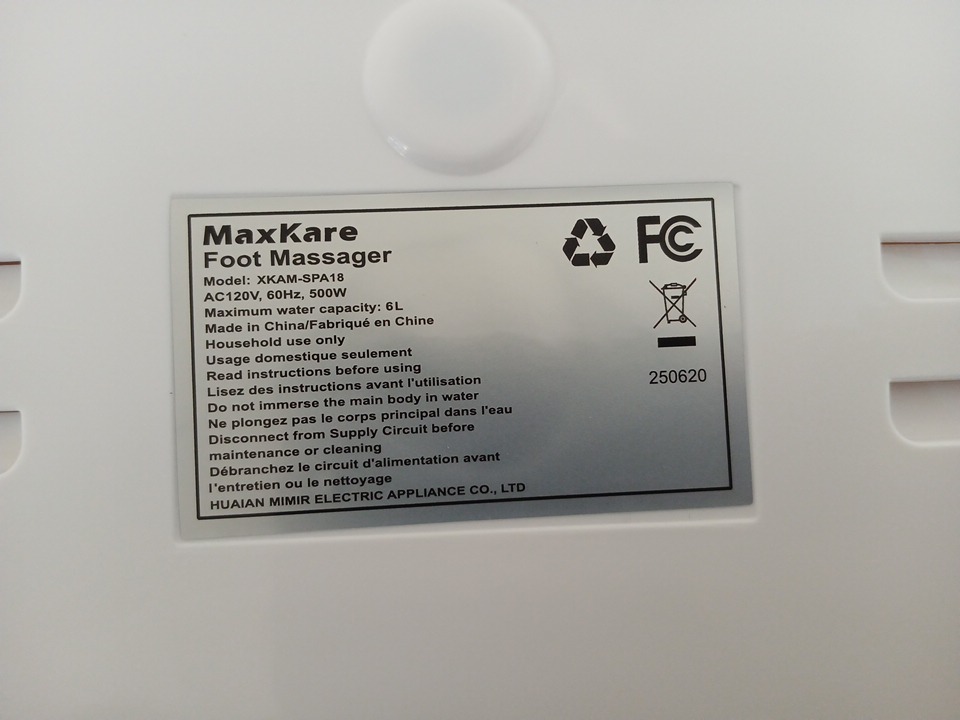 MaxKare
Foot Massager
Model: XKAM-SPA18
AC120V, 60Hz, 500W
Maximum water capacity: 6L
Made in China/Fabriqué en Chine
Household use only
Usage domestique seulement
Read instructions before using
Lisez des instructions avant l'utilisation
Do not immerse the main body in water
Ne plongez pas le corps principal dans l'eau
Disconnect from Supply Circuit before
maintenance or cleaning
Débranchez le circuit d'alimentation avant
l'entretien ou le nettoyage
HUAIAN MIMIR ELECTRIC APPLIANCE CO., LTD
FC
250620